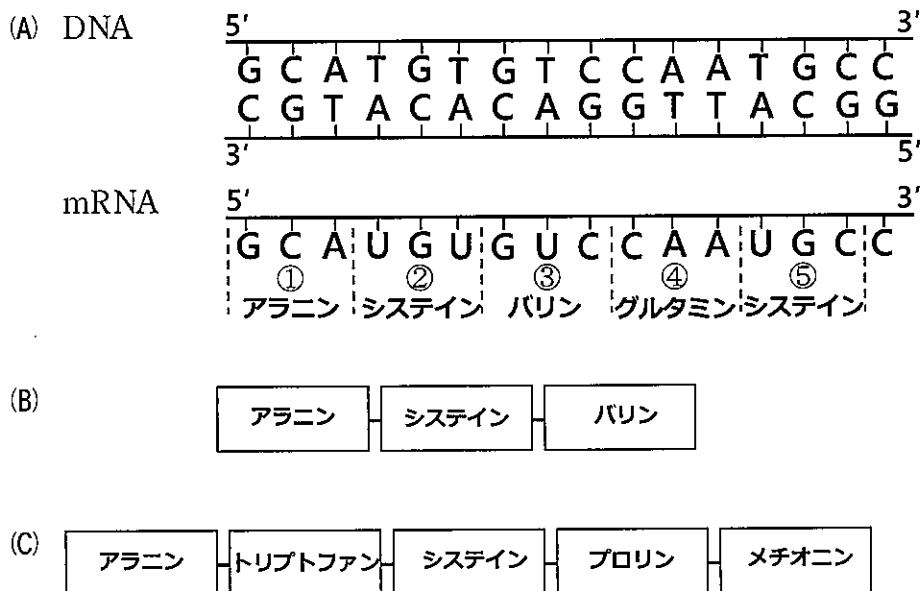 (A) DNA 5′ 3′
G C A T G T G T C C A A T G C C
C G T A C A C A G G T T A C G G
3′ 5′
mRNA 5′ 3′
G C A U G U G U C C A A U G C C
① ② ③ ④ ⑤
アラニン システイン バリン グルタミン システイン
(B) アラニン システイン バリン
(C) アラニン トリプトファン システイン プロリン メチオニン